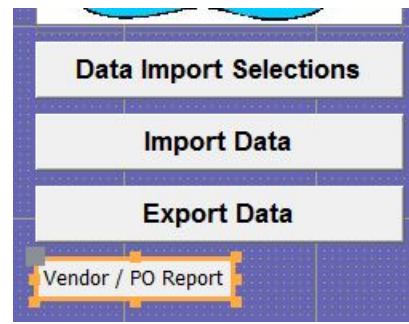 Data Import Selections
Import Data
Export Data
Vendor / PO Report